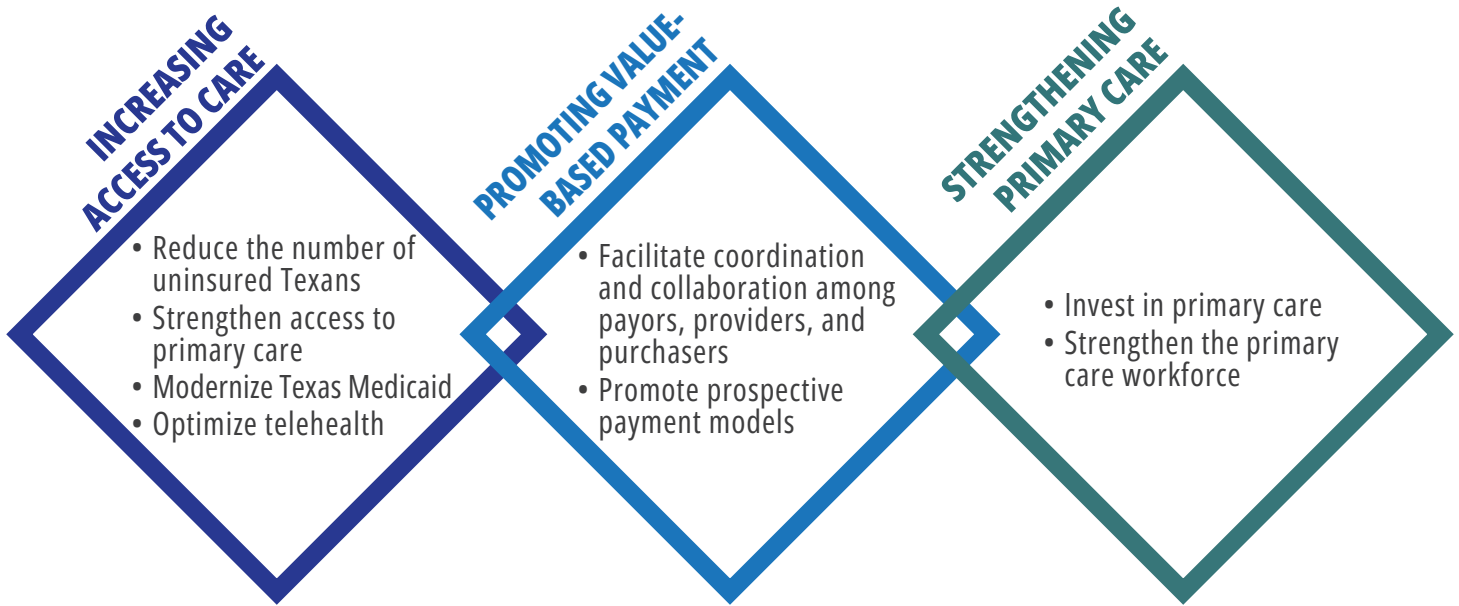 INCREASING
ACCESS TO CARE
• Reduce the number of
uninsured Texans
• Strengthen access to
primary care
• Modernize Texas Medicaid
• Optimize telehealth
PROMOTING VALUE-
BASED PAYMENT
• Facilitate coordination
and collaboration among
payors, providers, and
purchasers
• Promote prospective
payment models
STRENGTHENING
PRIMARY CARE
• Invest in primary care
• Strengthen the primary
care workforce